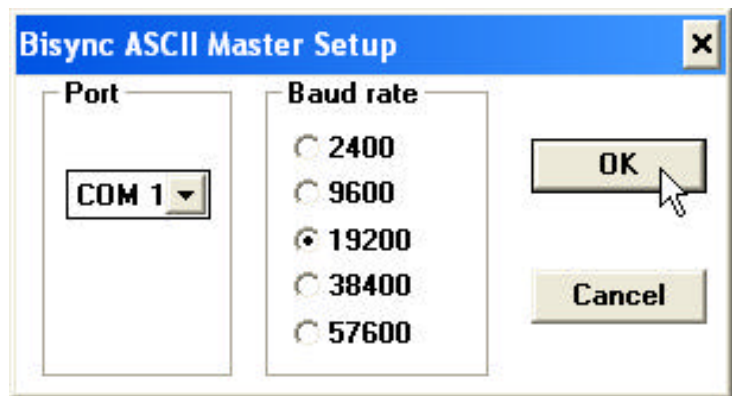 Bisync ASCII Master Setup
Port
COM 1
Baud rate
2400
9600
19200
38400
57600
OK
Cancel